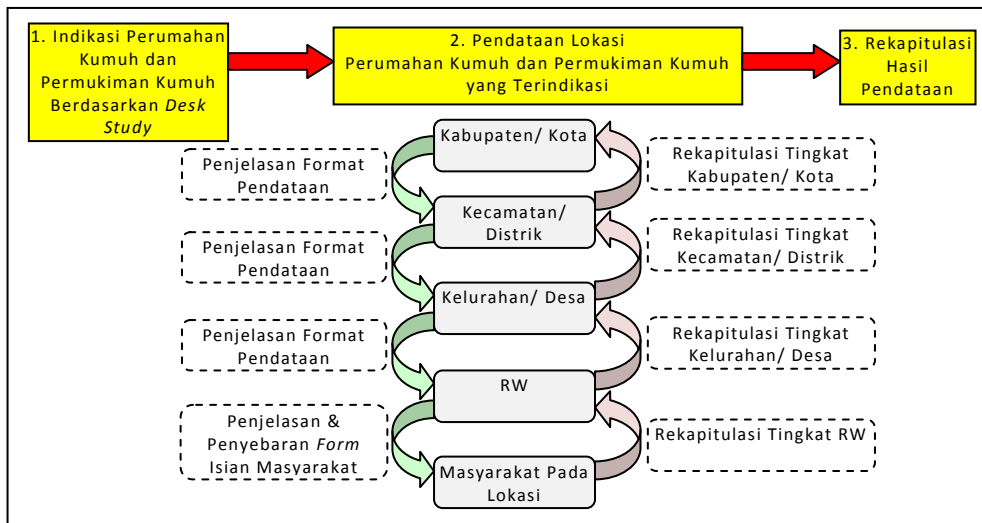 1. Indikasi Perumahan
Kumuh dan
Permukiman Kumuh
Berdasarkan Desk
Study
2. Pendataan Lokasi
Perumahan Kumuh dan Permukiman Kumuh
yang Terindikasi
3. Rekapitulasi
Hasil
Pendataan
Kabupaten/ Kota
Penjelasan Format
Pendataan
Rekapitulasi Tingkat
Kabupaten/ Kota
Kecamatan/
Distrik
Penjelasan Format
Pendataan
Rekapitulasi Tingkat
Kecamatan/ Distrik
Kelurahan/ Desa
Penjelasan Format
Pendataan
Rekapitulasi Tingkat
Kelurahan/ Desa
RW
Penjelasan &
Penyebaran Form
Isian Masyarakat
Rekapitulasi Tingkat RW
Masyarakat Pada
Lokasi